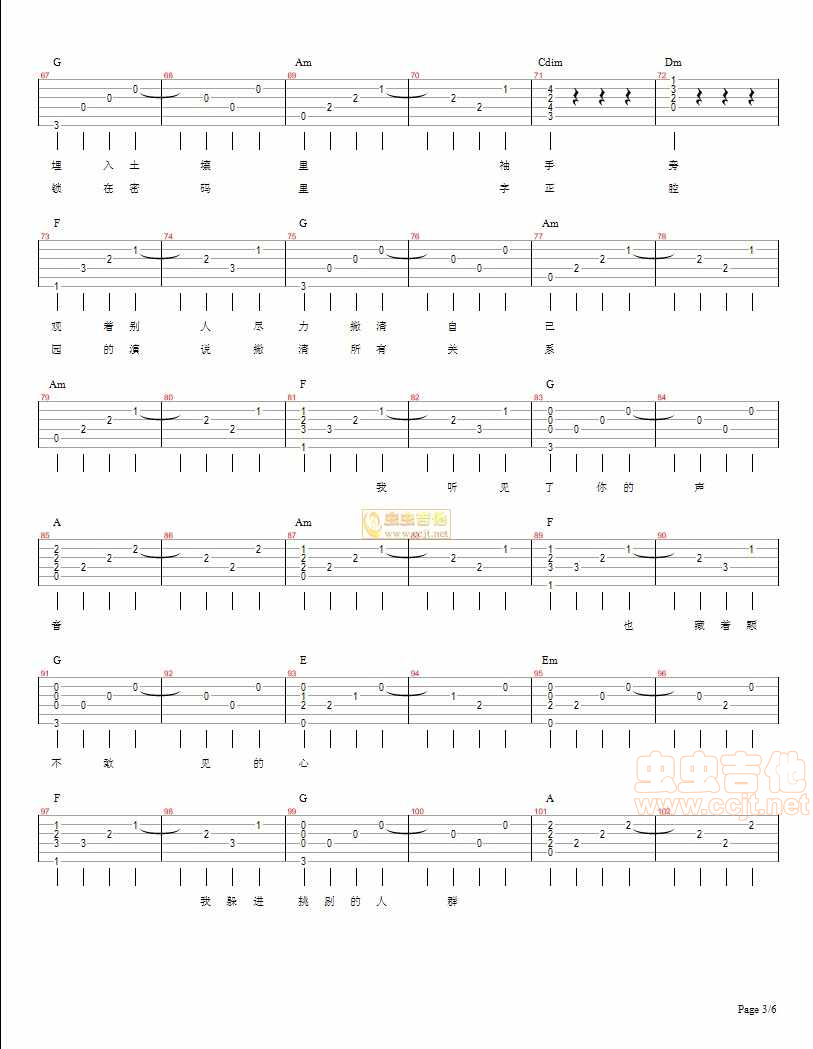 G Am Cdim Dm
67 68 69 70 71 72
埋 入 土 壤 里 袖 手 旁
锁 在 密 码 里 字 正 腔
F G Am
73 74 75 76 77 78
观 着 别 人 尽 力 撇 清 自 己
园 的 演 说 撇 清 所 有 关 系
Am F G
79 80 81 82 83 84
我 听 见 了 你 的 声
A Am F
85 86 87 82 89 90
虫虫吉他
www.ccjt.net
音 也 藏 着 颗
G E Em
91 92 93 94 95 96
不 敢 见 的 心
虫虫吉他
www.ccjt.net
F G A
97 98 99 100 101 102
我 躲 进 挑 剔 的 人 群
Page 3/6